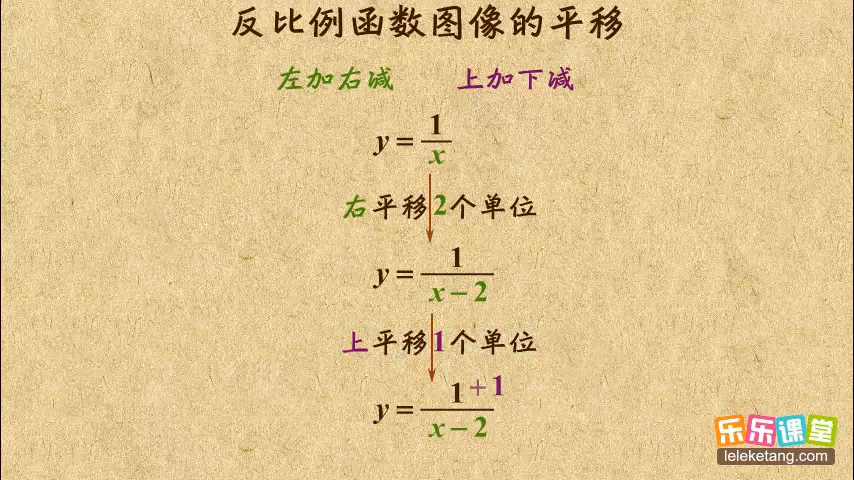 反比例函数图像的平移
左加右减 上加下减
y = 1/x
右平移2个单位
y = 1/(x − 2)
上平移1个单位
y = 1 + 1/(x − 2)
乐乐课堂
leleketang.com